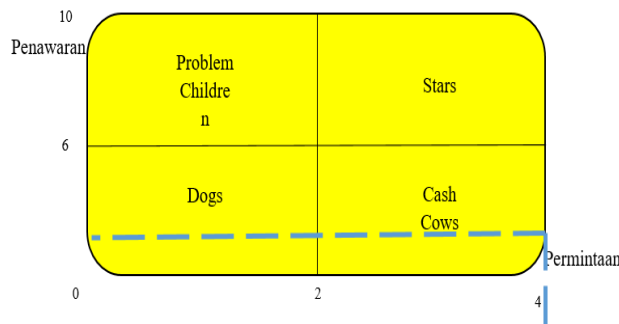 10
Penawaran
Problem
Childre
n
Stars
6
Dogs
Cash
Cows
Permintaan
0
2
4